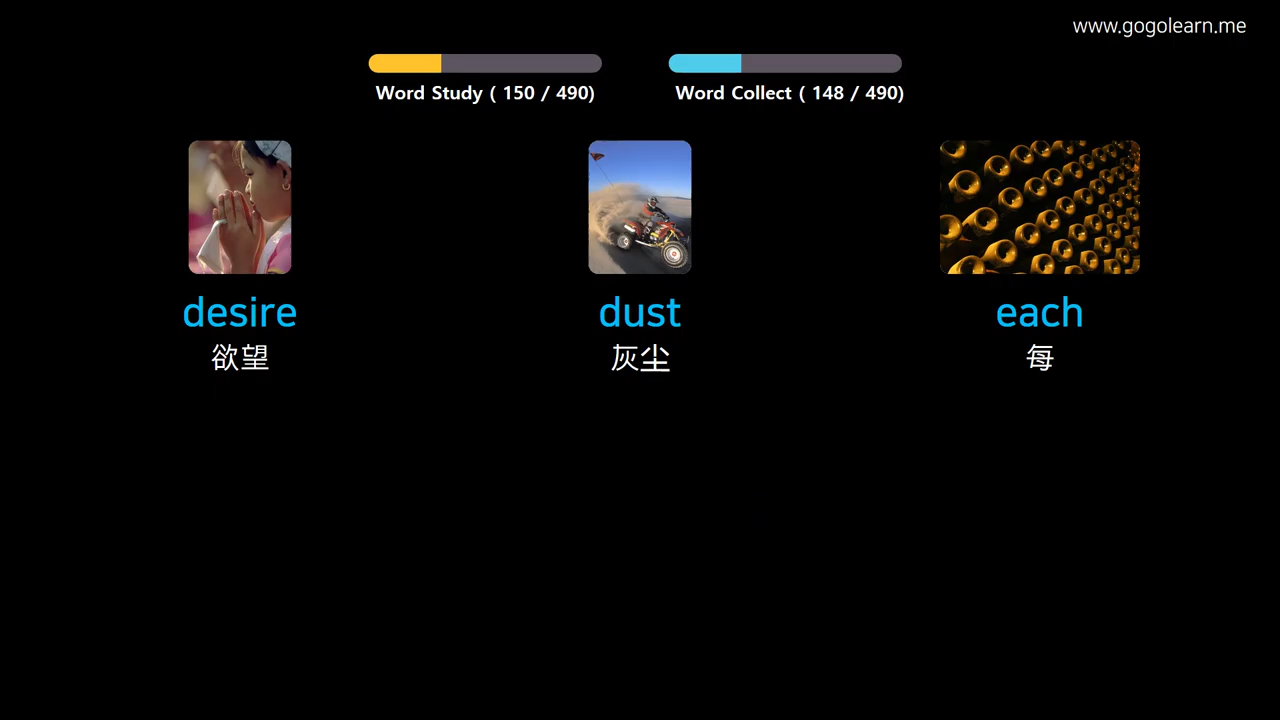 www.gogolearn.me
Word Study ( 150 / 490)
Word Collect ( 148 / 490)
desire
dust
each
欲望
灰尘
每